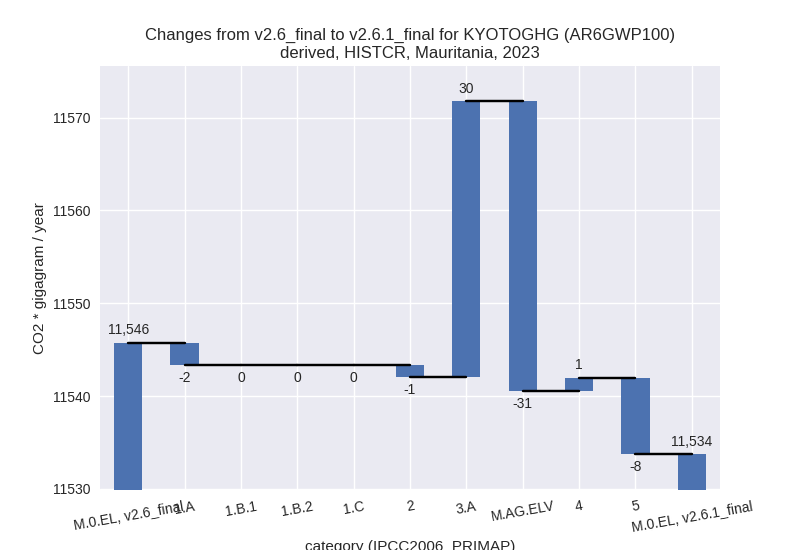 Changes from v2.6_final to v2.6.1_final for KYOTOGHG (AR6GWP100)
derived, HISTCR, Mauritania, 2023
CO2 * gigagram / year
11570
11560
11550
11540
11530
11,546
-2
0
0
0
-1
30
-31
1
-8
11,534
M.0.EL, v2.6_final
1.A
1.B.1
1.B.2
1.C
2
3.A
M.AG.ELV
4
5
M.0.EL, v2.6.1_final
category (IPCC2006_PRIMAP)